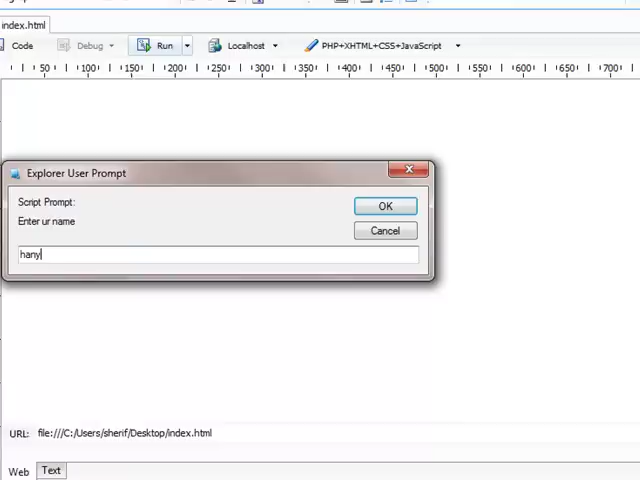 index.html
Code Debug Run Localhost PHP+XHTML+CSS+JavaScript
50 100 150 200 250 300 350 400 450 500 550 600 650 700
Explorer User Prompt
Script Prompt:
OK
Enter ur name
Cancel
hany
URL: file:///C:/Users/sherif/Desktop/index.html
Web Text